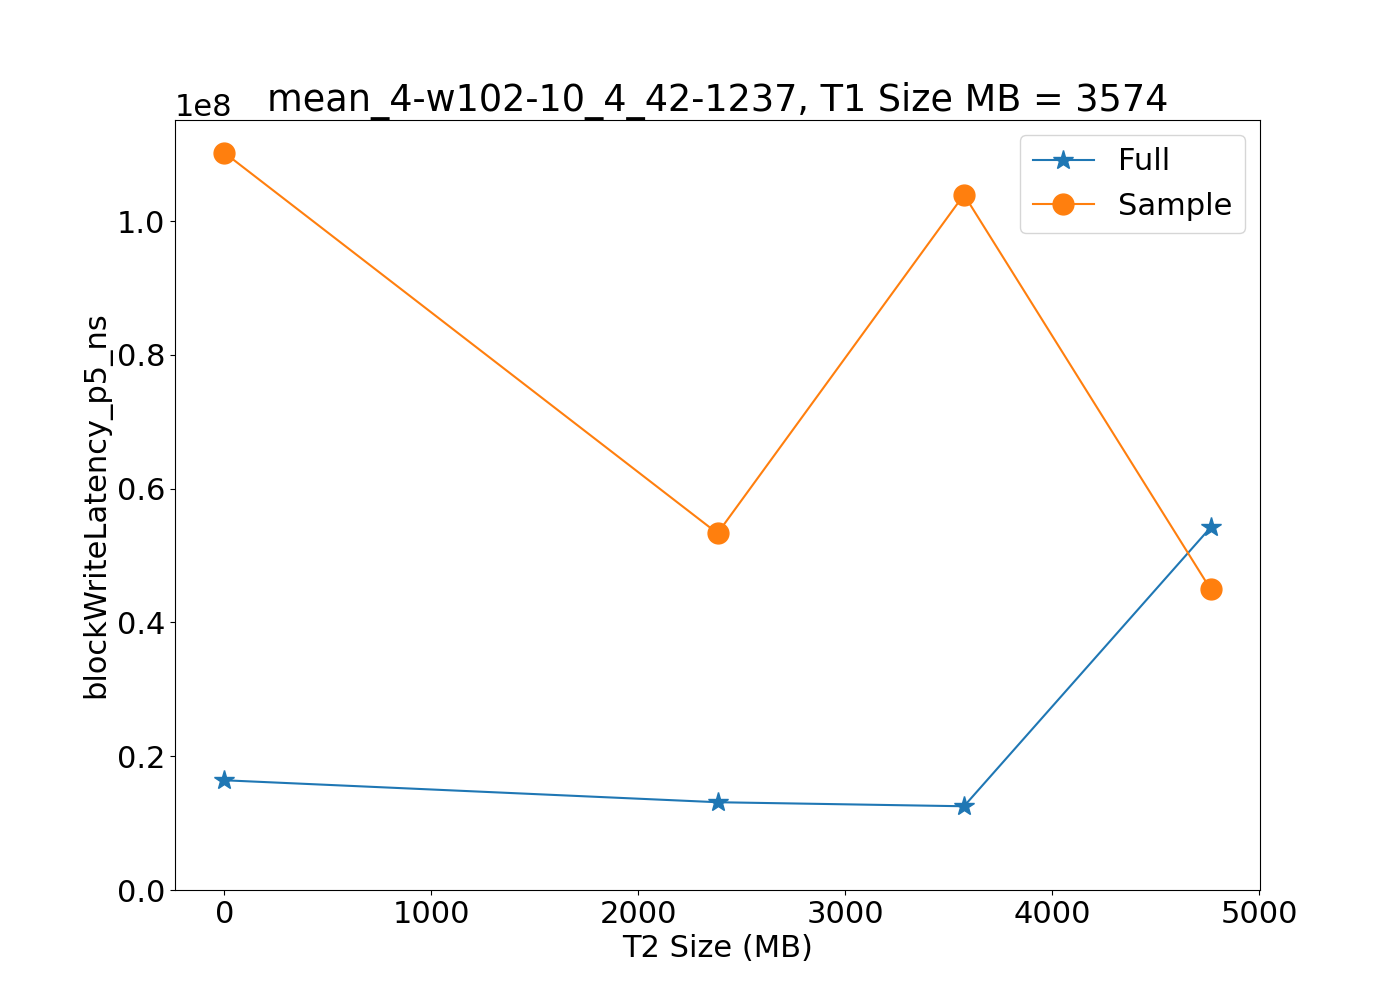 1e8
mean_4-w102-10_4_42-1237, T1 Size MB = 3574
Full
Sample
1.0
0.8
0.6
0.4
0.2
0.0
blockWriteLatency_p5_ns
0 1000 2000 3000 4000 5000
T2 Size (MB)